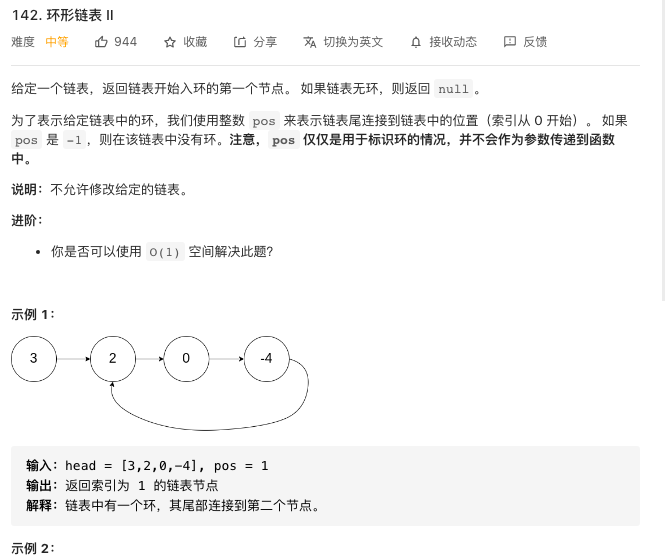 142. 环形链表 II
难度 中等 944 收藏 分享 切换为英文 接收动态 反馈
给定一个链表，返回链表开始入环的第一个节点。 如果链表无环，则返回 null 。
为了表示给定链表中的环，我们使用整数 pos 来表示链表尾连接到链表中的位置（索引从 0 开始）。 如果
pos 是 -1，则在该链表中没有环。注意，pos 仅仅是用于标识环的情况，并不会作为参数传递到函数
中。
说明：不允许修改给定的链表。
进阶：
• 你是否可以使用 O(1) 空间解决此题？
示例 1：
3 2 0 -4
输入：head = [3,2,0,-4], pos = 1
输出：返回索引为 1 的链表节点
解释：链表中有一个环，其尾部连接到第二个节点。
示例 2：